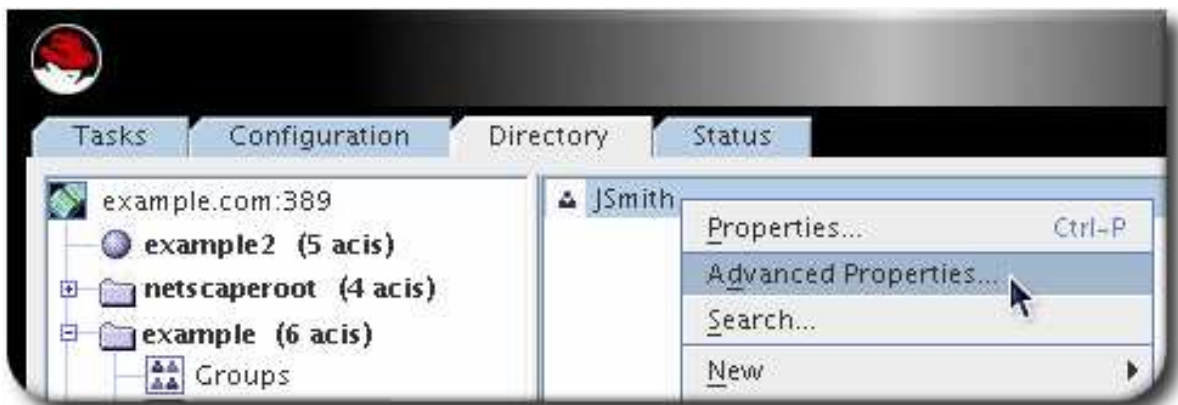 Tasks Configuration Directory Status
example.com:389
example2 (5 acis)
netscaperoot (4 acis)
example (6 acis)
Groups
JSmith
Properties... Ctrl-P
Advanced Properties...
Search...
New